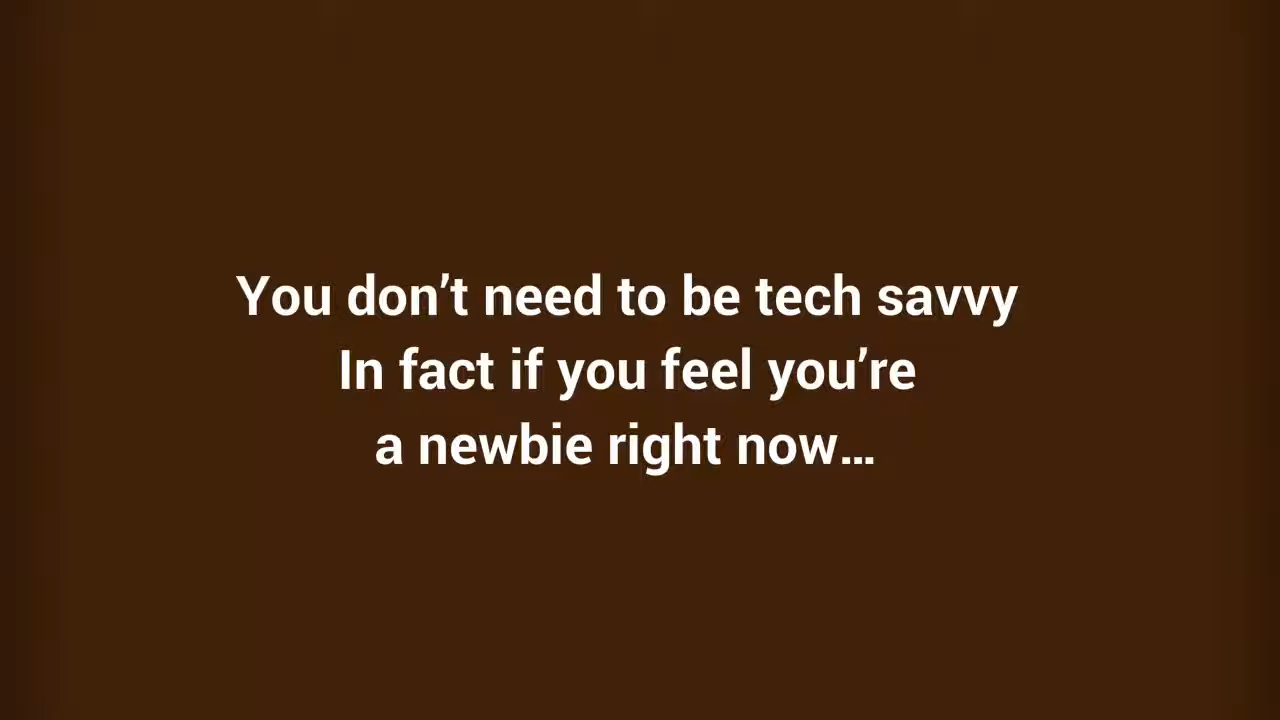 You don’t need to be tech savvy
In fact if you feel you’re
a newbie right now…